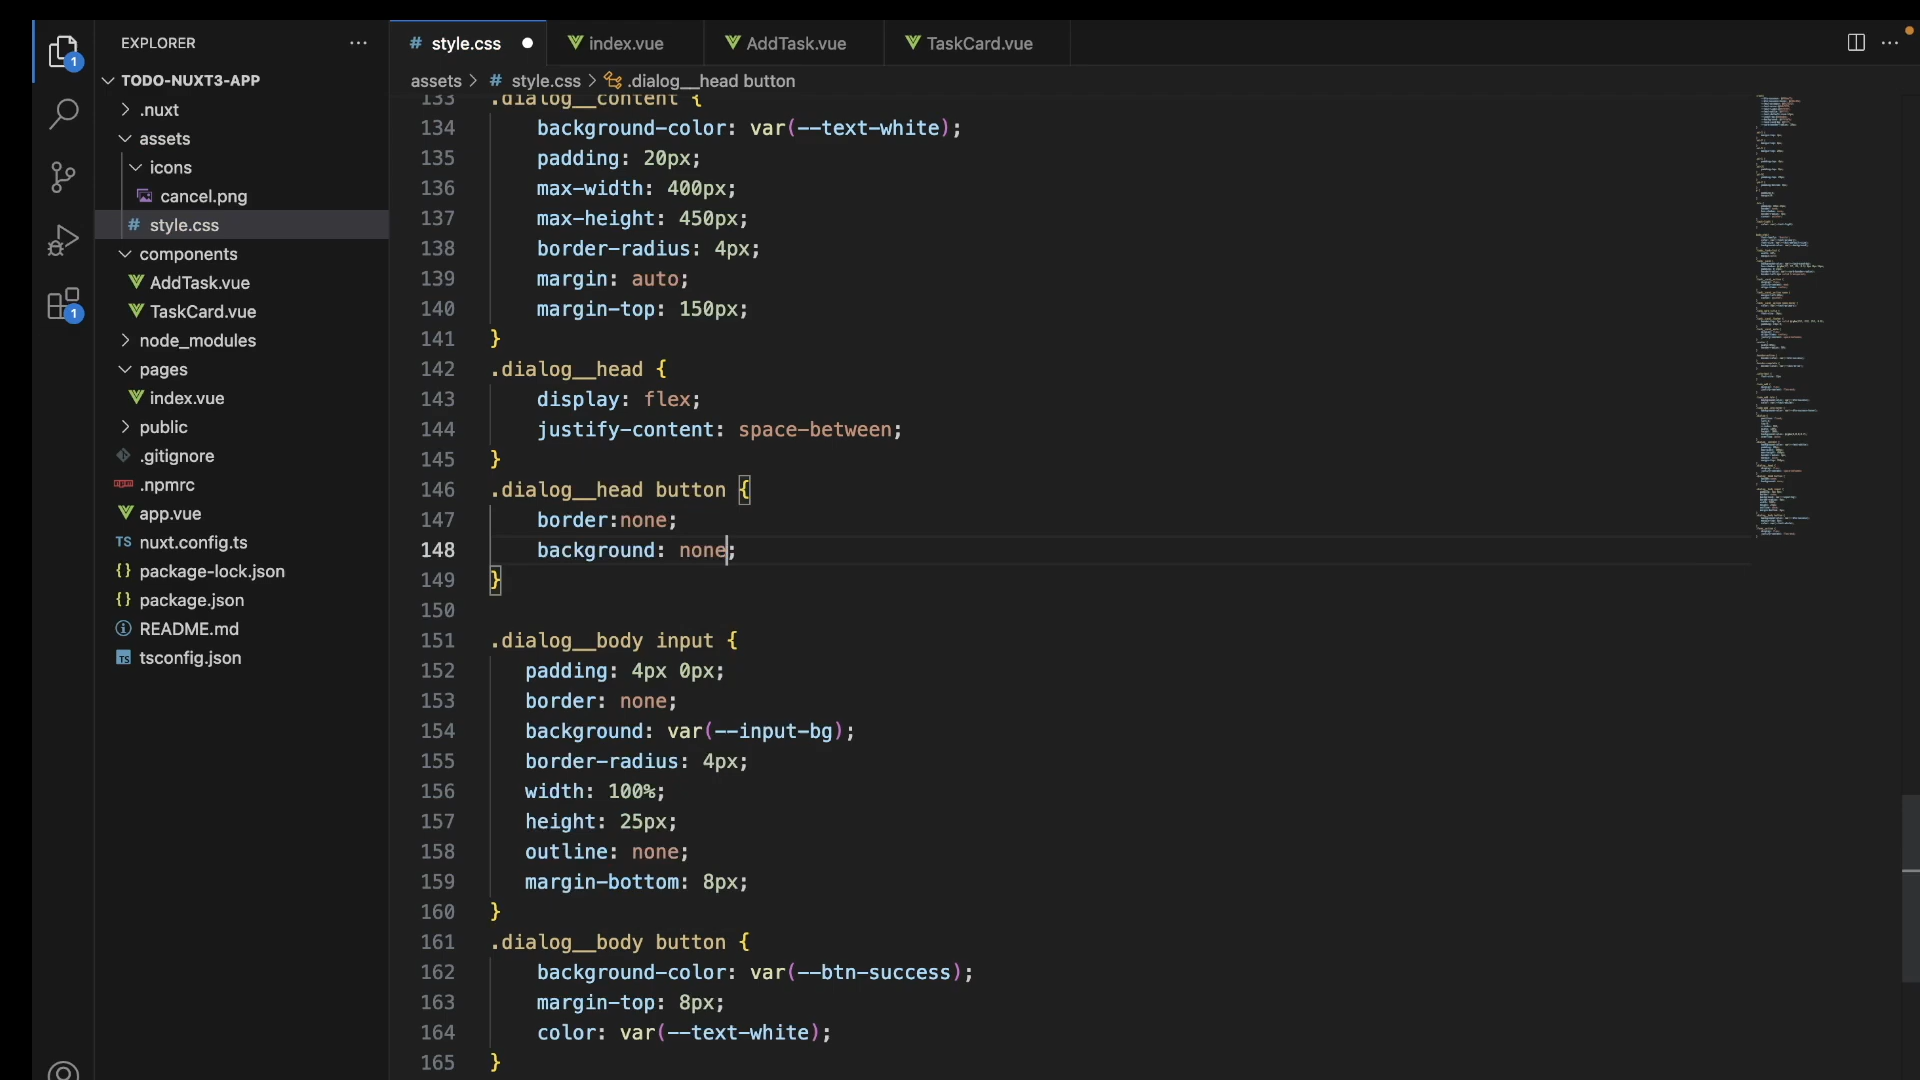 EXPLORER
1
TODO-NUXT3-APP
.nuxt
assets
icons
cancel.png
# style.css
components
AddTask.vue
TaskCard.vue
1
node_modules
pages
index.vue
public
.gitignore
.npmrc
app.vue
TS nuxt.config.ts
{} package-lock.json
{} package.json
README.md
TS tsconfig.json
# style.css
index.vue
AddTask.vue
TaskCard.vue
assets > # style.css > .dialog__head button
133 .dialog__content {
134 background-color: var(--text-white);
135 padding: 20px;
136 max-width: 400px;
137 max-height: 450px;
138 border-radius: 4px;
139 margin: auto;
140 margin-top: 150px;
141 }
142 .dialog__head {
143 display: flex;
144 justify-content: space-between;
145 }
146 .dialog__head button {
147 border:none;
148 background: none;
149 }
150
151 .dialog__body input {
152 padding: 4px 0px;
153 border: none;
154 background: var(--input-bg);
155 border-radius: 4px;
156 width: 100%;
157 height: 25px;
158 outline: none;
159 margin-bottom: 8px;
160 }
161 .dialog__body button {
162 background-color: var(--btn-success);
163 margin-top: 8px;
164 color: var(--text-white);
165 }